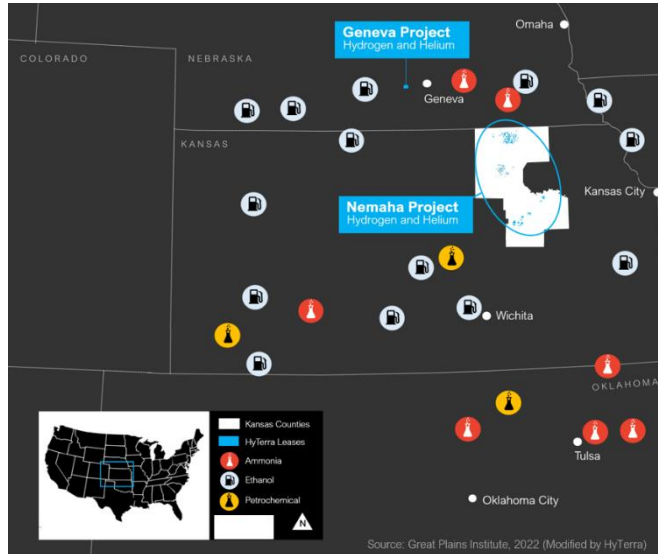 Omaha
Geneva Project
Hydrogen and Helium
COLORADO
NEBRASKA
Geneva
KANSAS
Kansas City
Nemaha Project
Hydrogen and Helium
Wichita
OKLAHOMA
Kansas Counties
HyTerra Leases
Ammonia
Ethanol
Petrochemical
N
Tulsa
Oklahoma City
Source: Great Plains Institute, 2022 (Modified by HyTerra)